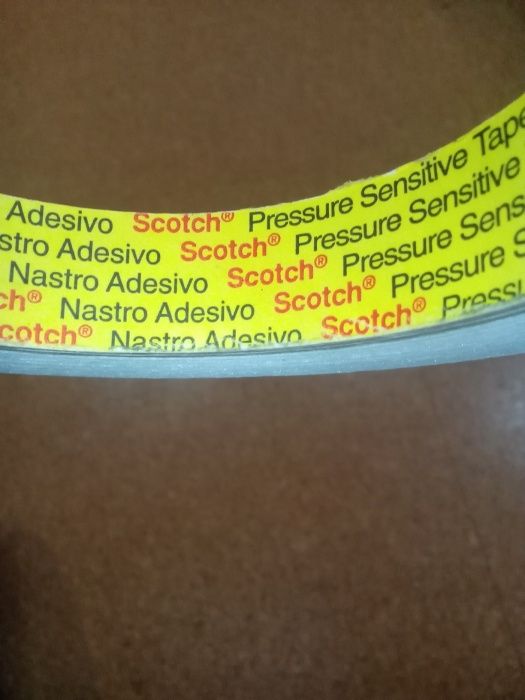 Adesivo Scotch® Pressure Sensitive Tape
stro Adesivo Scotch® Pressure Sensitive
Nastro Adesivo Scotch® Pressure Sens
ch® Nastro Adesivo Scotch® Pressure S
cotch® Nastro Adesivo Scotch® Pressu